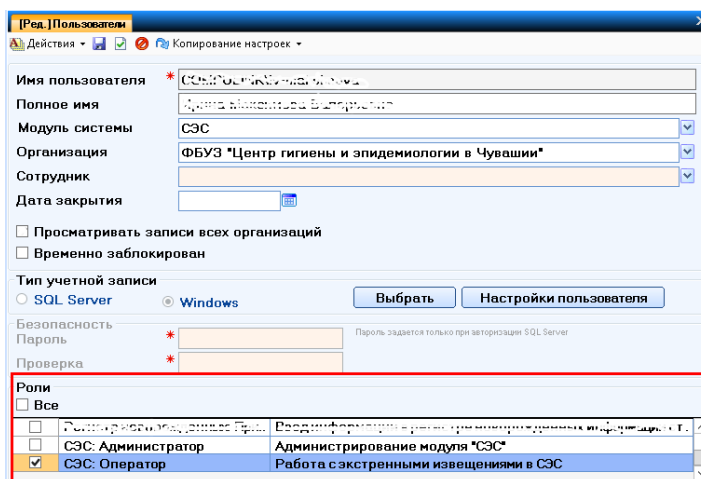 [Ред.]Пользователи
Действия Копирование настроек
Имя пользователя *
Полное имя
Модуль системы СЭС
Организация ФБУЗ "Центр гигиены и эпидемиологии в Чувашии"
Сотрудник
Дата закрытия
Просматривать записи всех организаций
Временно заблокирован
Тип учетной записи
SQL Server Windows Выбрать Настройки пользователя
Безопасность
Пароль * Пароль задается только при авторизации SQL Server
Проверка *
Роли
Все
СЭС: Администратор Администрирование модуля "СЭС"
СЭС: Оператор Работа с экстренными извещениями в СЭС